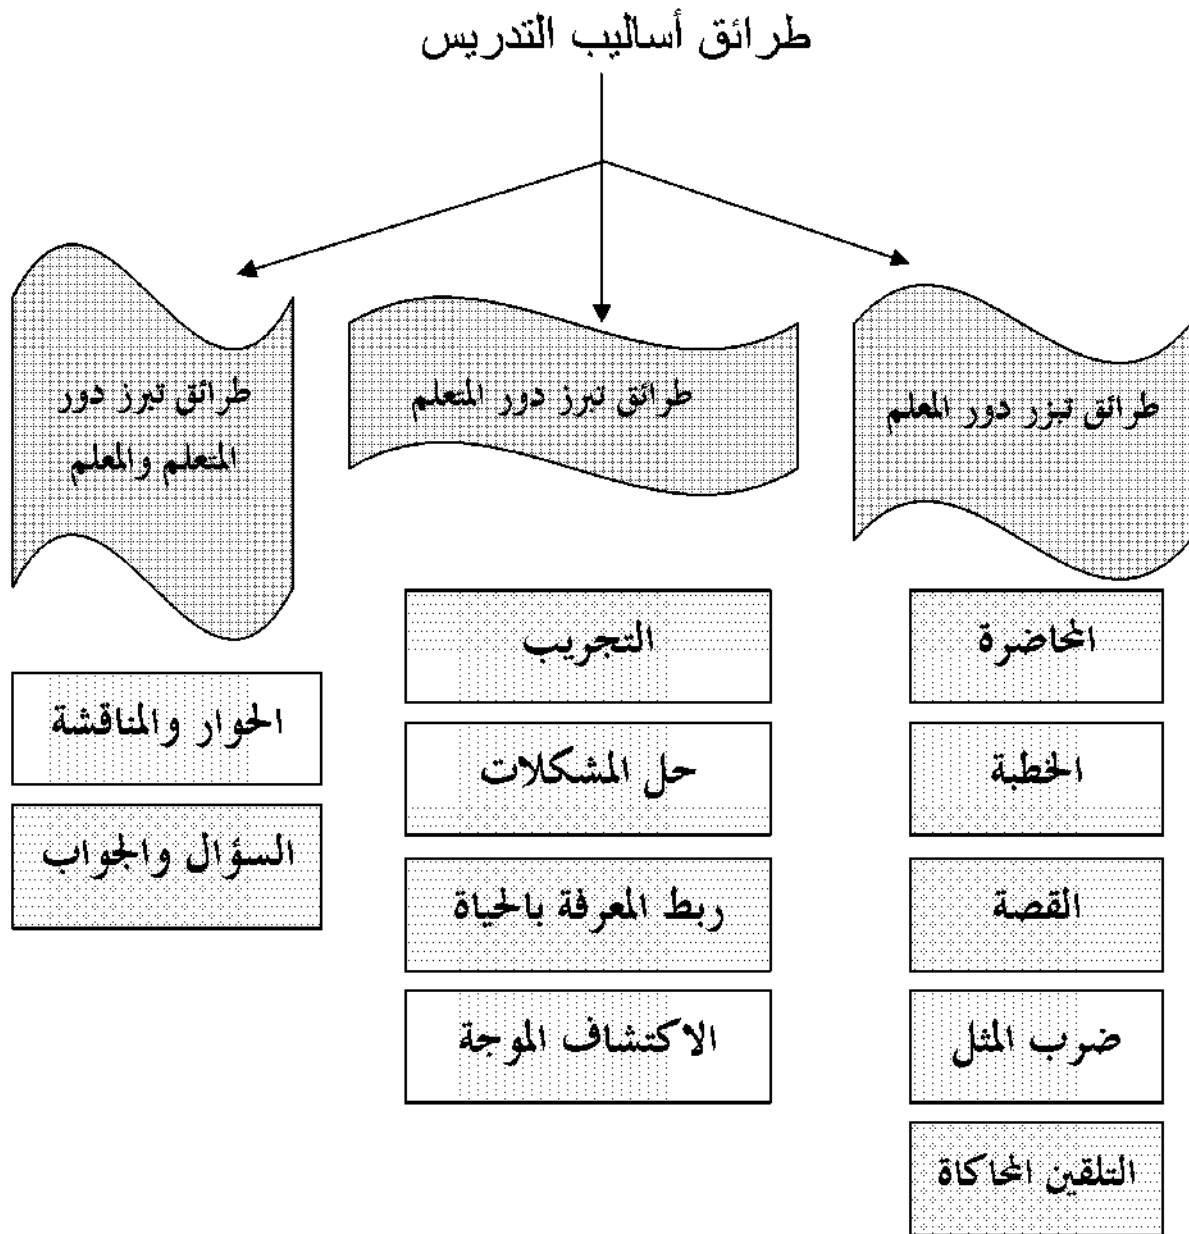 طرائق أساليب التدريس
طرائق تبزر دور المعلم
المحاضرة
الخطبة
القصة
ضرب المثل
التلقين المحاكاة
طرائق تبرز دور المتعلم
التجريب
حل المشكلات
ربط المعرفة بالحياة
الاكتشاف الموجة
طرائق تبرز دور
المتعلم والمعلم
الحوار والمناقشة
السؤال والجواب